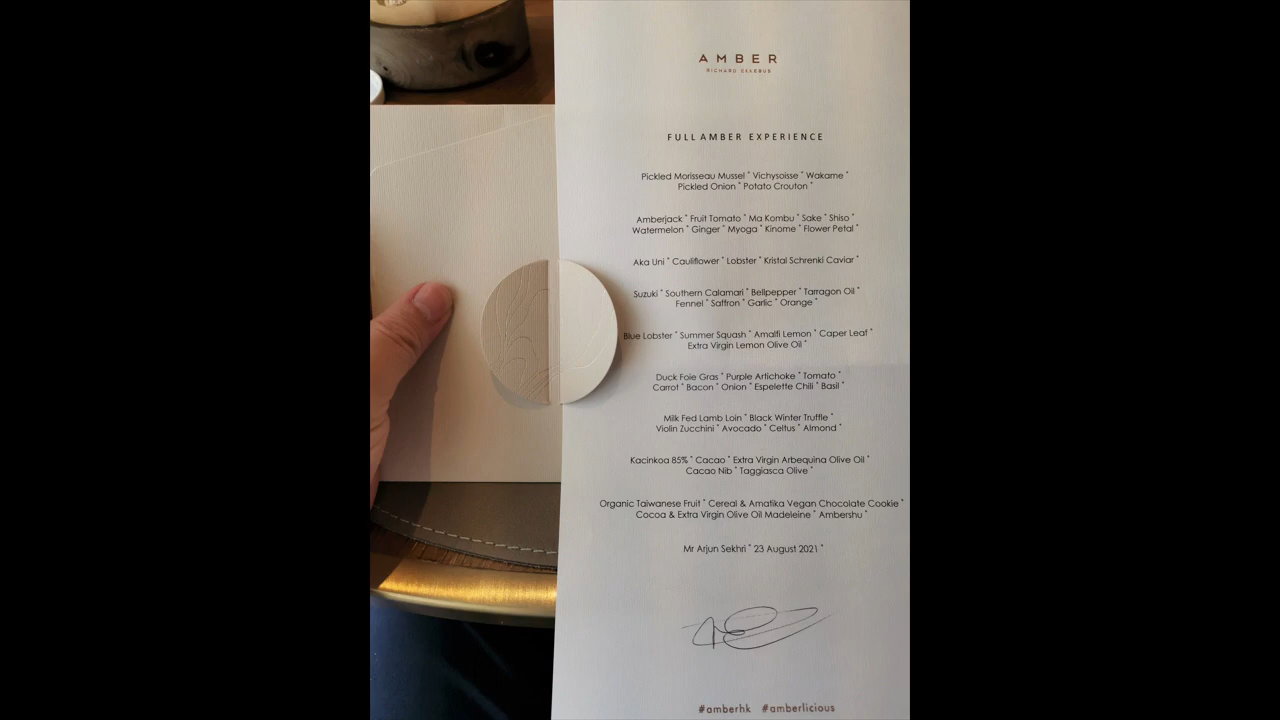 AMBER
RICHARD EKKEBUS
FULL AMBER EXPERIENCE
Pickled Morisseau Mussel * Vichysoisse * Wakame *
Pickled Onion * Potato Crouton *
Amberjack * Fruit Tomato * Ma Kombu * Sake * Shiso *
Watermelon * Ginger * Myoga * Kinome * Flower Petal *
Aka Uni * Cauliflower * Lobster * Kristal Schrenki Caviar *
Suzuki * Southern Calamari * Bellpepper * Tarragon Oil *
Fennel * Saffron * Garlic * Orange *
Blue Lobster * Summer Squash * Amalfi Lemon * Caper Leaf *
Extra Virgin Lemon Olive Oil *
Duck Foie Gras * Purple Artichoke * Tomato *
Carrot * Bacon * Onion * Espelette Chili * Basil *
Milk Fed Lamb Loin * Black Winter Truffle *
Violin Zucchini * Avocado * Celtus * Almond *
Kacinkoa 85% * Cacao * Extra Virgin Arbequina Olive Oil *
Cacao Nib * Taggiasca Olive *
Organic Taiwanese Fruit * Cereal & Amatika Vegan Chocolate Cookie *
Cocoa & Extra Virgin Olive Oil Madeleine * Ambershu *
Mr Arjun Sekhri * 23 August 2021 *
#amberhk #amberlicious